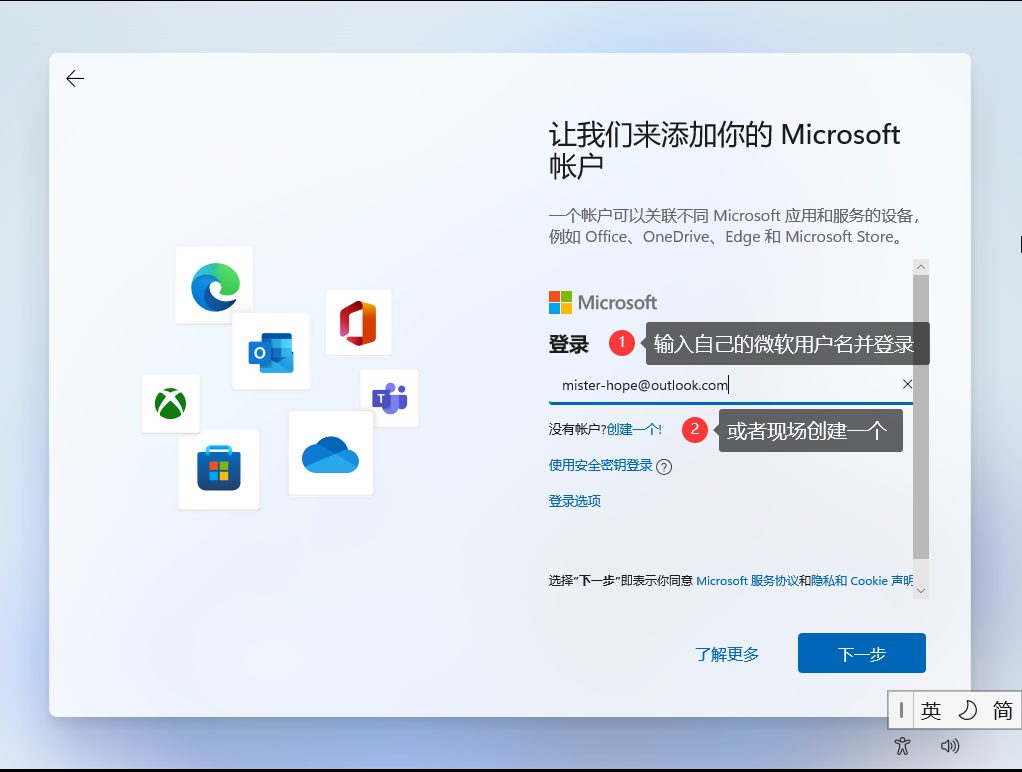 让我们来添加你的 Microsoft
帐户
一个帐户可以关联不同 Microsoft 应用和服务的设备，
例如 Office、OneDrive、Edge 和 Microsoft Store。
Microsoft
登录 1 输入自己的微软用户名并登录
mister-hope@outlook.com
没有帐户?创建一个! 2 或者现场创建一个
使用安全密钥登录
登录选项
选择“下一步”即表示你同意 Microsoft 服务协议和隐私和 Cookie 声明
了解更多 下一步
英 简